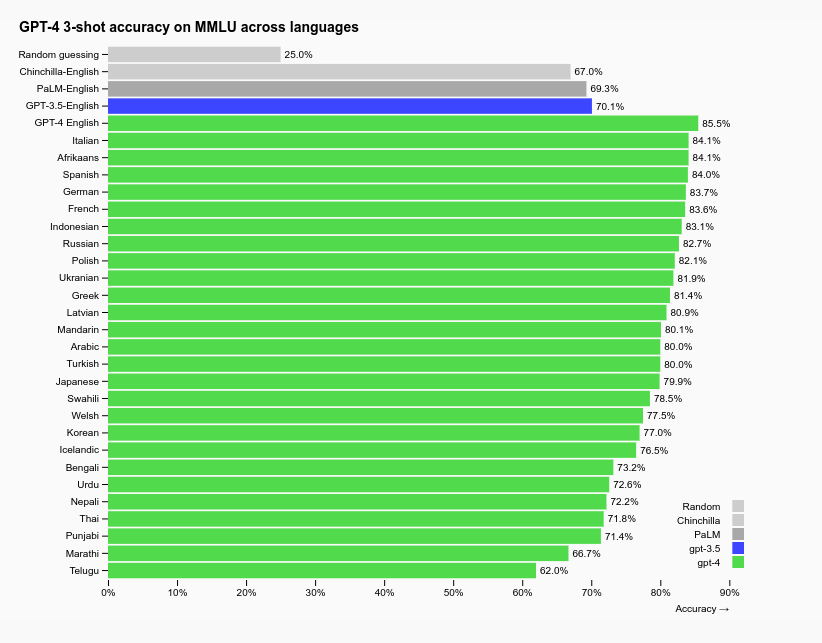 GPT-4 3-shot accuracy on MMLU across languages
Random guessing 25.0%
Chinchilla-English 67.0%
PaLM-English 69.3%
GPT-3.5-English 70.1%
GPT-4 English 85.5%
Italian 84.1%
Afrikaans 84.1%
Spanish 84.0%
German 83.7%
French 83.6%
Indonesian 83.1%
Russian 82.7%
Polish 82.1%
Ukranian 81.9%
Greek 81.4%
Latvian 80.9%
Mandarin 80.1%
Arabic 80.0%
Turkish 80.0%
Japanese 79.9%
Swahili 78.5%
Welsh 77.5%
Korean 77.0%
Icelandic 76.5%
Bengali 73.2%
Urdu 72.6%
Nepali 72.2%
Thai 71.8%
Punjabi 71.4%
Marathi 66.7%
Telugu 62.0%
Random
Chinchilla
PaLM
gpt-3.5
gpt-4
0% 10% 20% 30% 40% 50% 60% 70% 80% 90%
Accuracy →